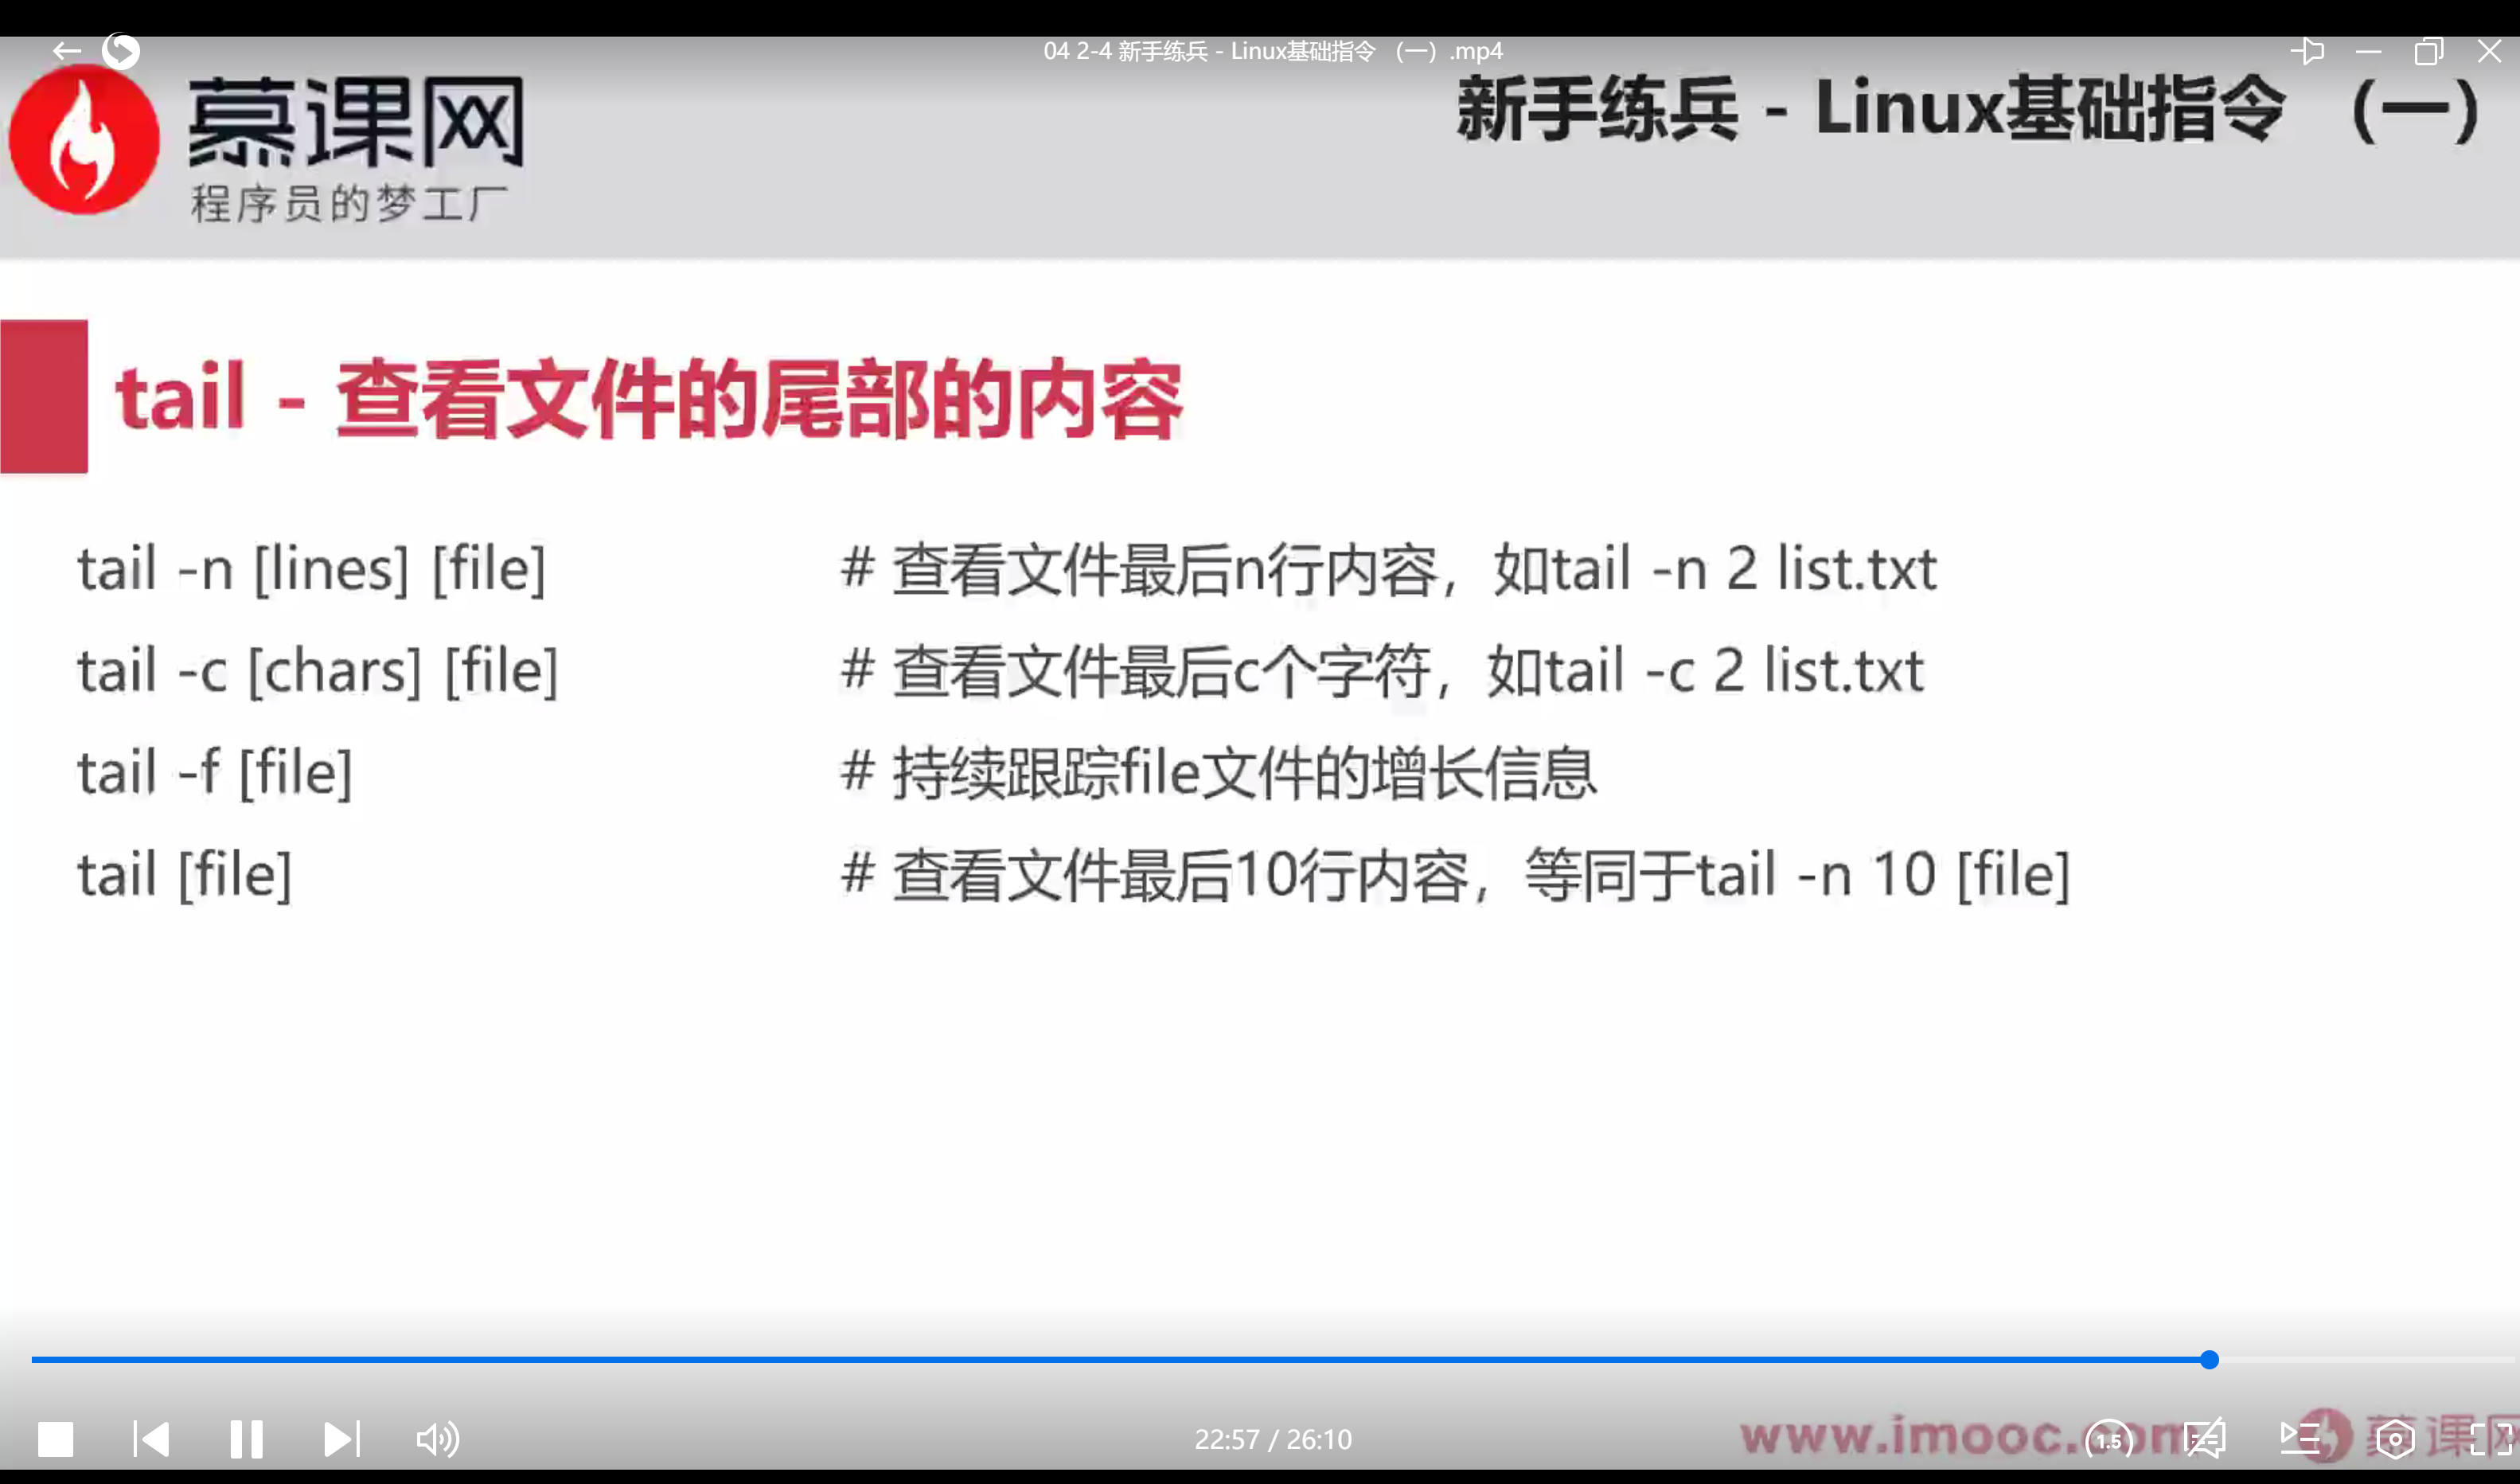 04 2-4 新手练兵 - Linux基础指令 （一）.mp4
慕课网
程序员的梦工厂
新手练兵 - Linux基础指令 （一）
tail - 查看文件的尾部的内容
tail -n [lines] [file] # 查看文件最后n行内容，如tail -n 2 list.txt
tail -c [chars] [file] # 查看文件最后c个字符，如tail -c 2 list.txt
tail -f [file] # 持续跟踪file文件的增长信息
tail [file] # 查看文件最后10行内容，等同于tail -n 10 [file]
22:57 / 26:10
www.imooc.com
1.5
慕课网